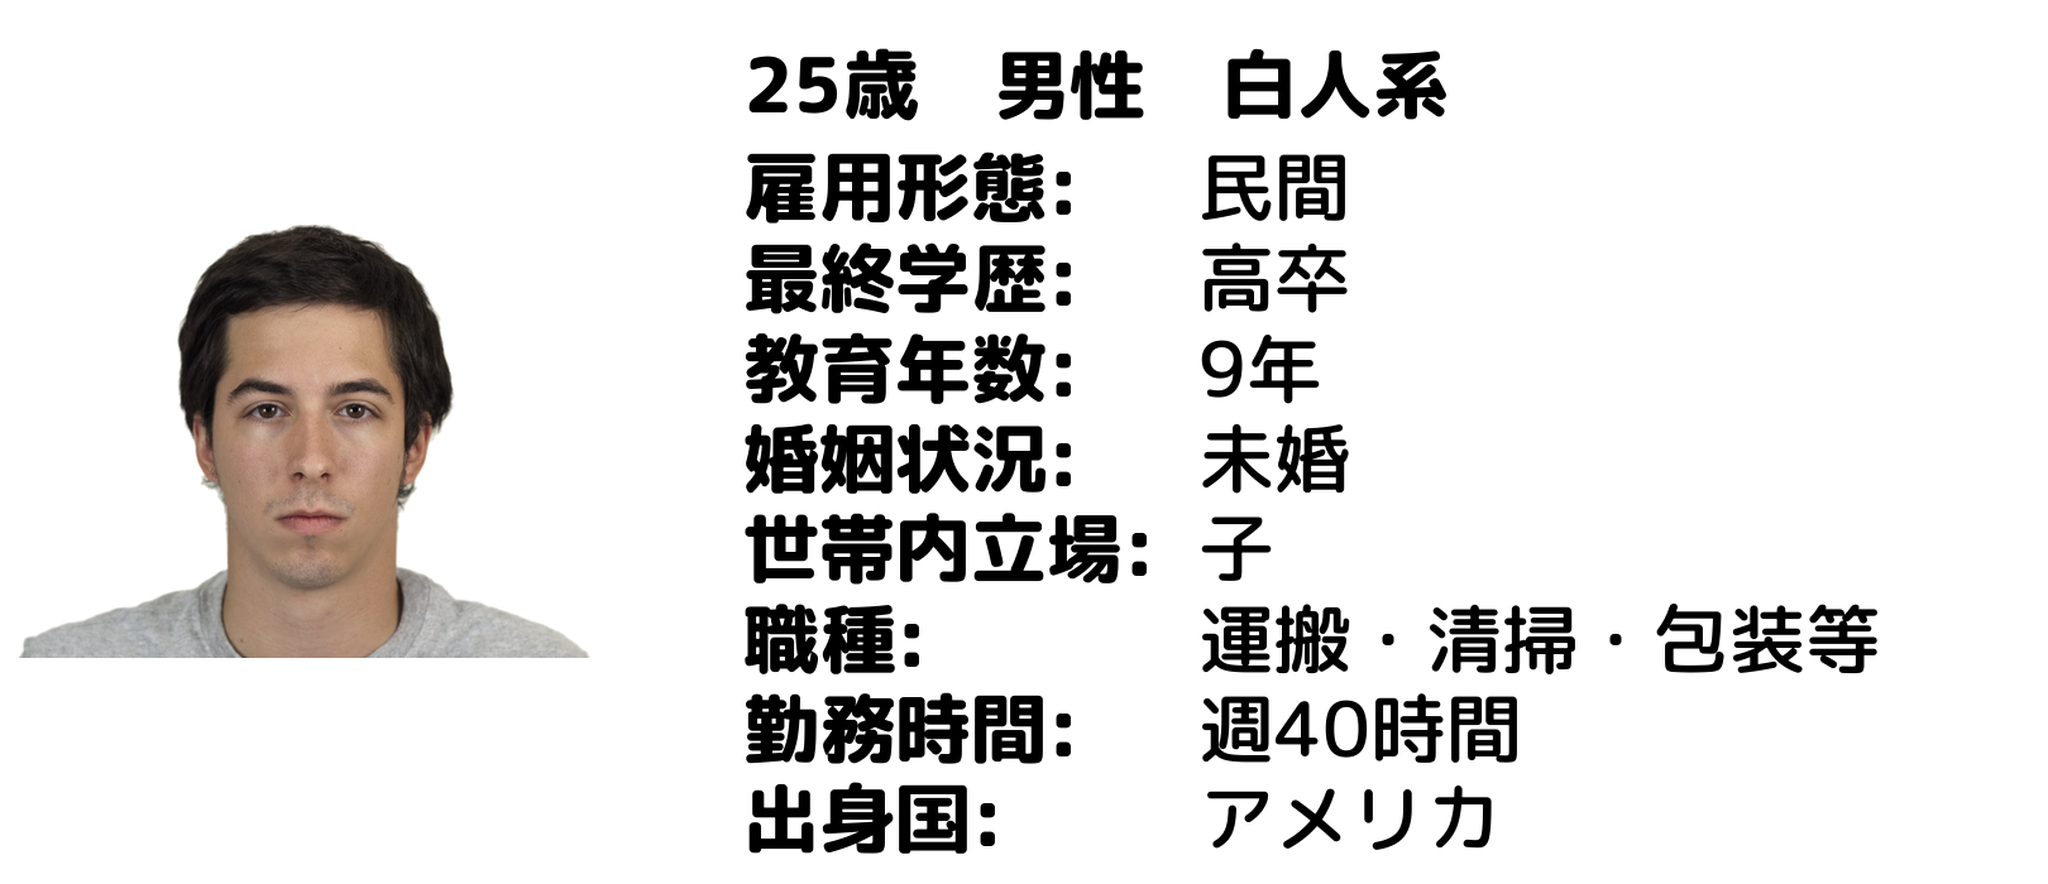 25歳　男性　白人系
雇用形態:　民間
最終学歴:　高卒
教育年数:　9年
婚姻状況:　未婚
世帯内立場:　子
職種:　運搬・清掃・包装等
勤務時間:　週40時間
出身国:　アメリカ